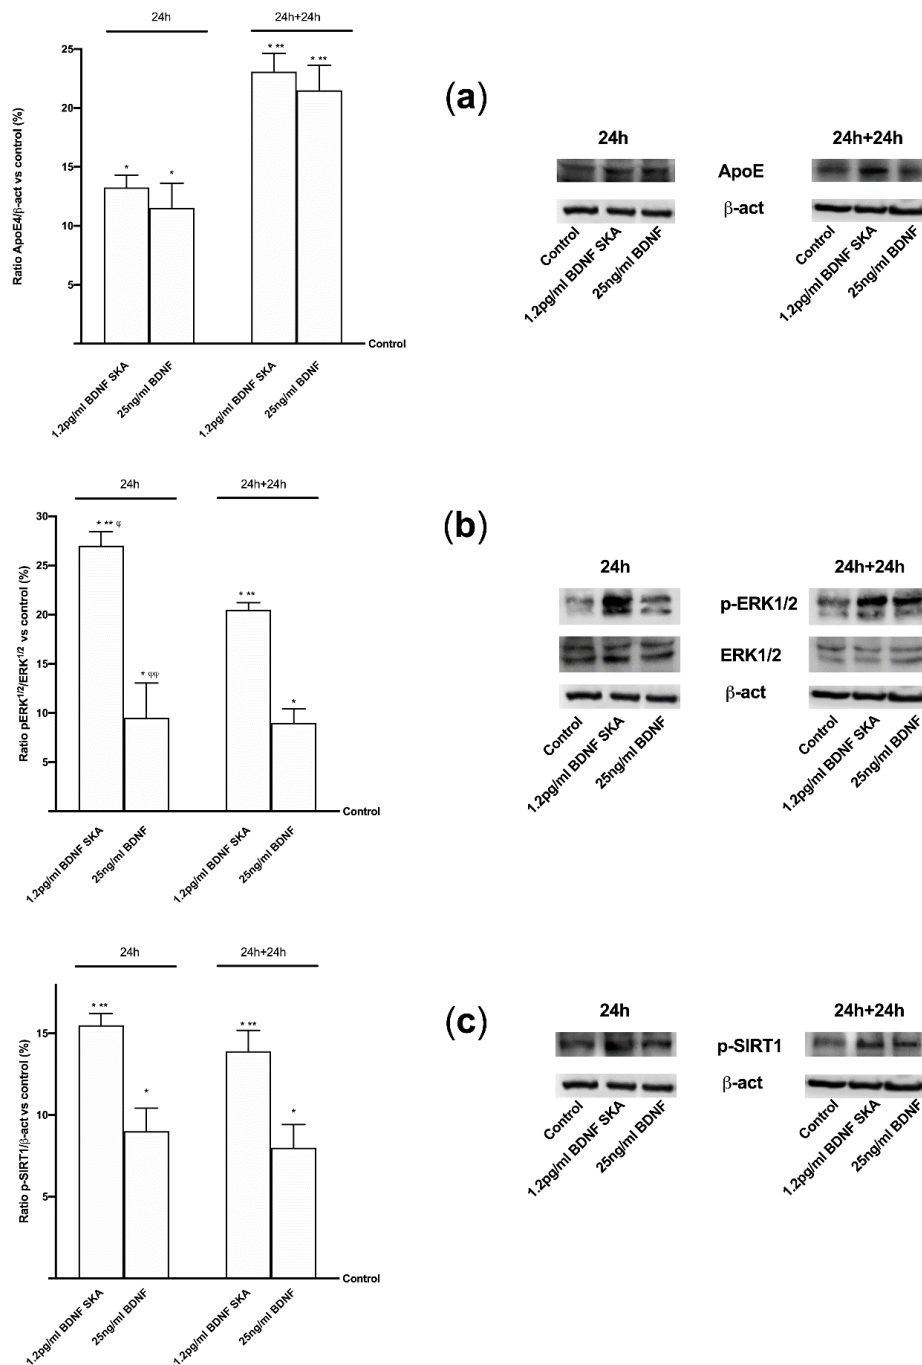 24h
24h+24h
Ratio ApoE4/β-act vs control (%)
25
20
15
10
5
* **
* **
*
*
Control
1.2pg/ml BDNF SKA
25ng/ml BDNF
1.2pg/ml BDNF SKA
25ng/ml BDNF
(a)
24h
24h+24h
ApoE
β-act
Control
1.2pg/ml BDNF SKA
25ng/ml BDNF
Control
1.2pg/ml BDNF SKA
25ng/ml BDNF
24h
24h+24h
Ratio pERK1/2/ERK1/2 vs control (%)
30
25
20
15
10
5
* ** φ
* φφ
* **
*
Control
1.2pg/ml BDNF SKA
25ng/ml BDNF
1.2pg/ml BDNF SKA
25ng/ml BDNF
(b)
24h
24h+24h
p-ERK1/2
ERK1/2
β-act
Control
1.2pg/ml BDNF SKA
25ng/ml BDNF
Control
1.2pg/ml BDNF SKA
25ng/ml BDNF
24h
24h+24h
Ratio p-SIRT1/β-act vs control (%)
15
10
5
* **
*
* **
*
Control
1.2pg/ml BDNF SKA
25ng/ml BDNF
1.2pg/ml BDNF SKA
25ng/ml BDNF
(c)
24h
24h+24h
p-SIRT1
β-act
Control
1.2pg/ml BDNF SKA
25ng/ml BDNF
Control
1.2pg/ml BDNF SKA
25ng/ml BDNF